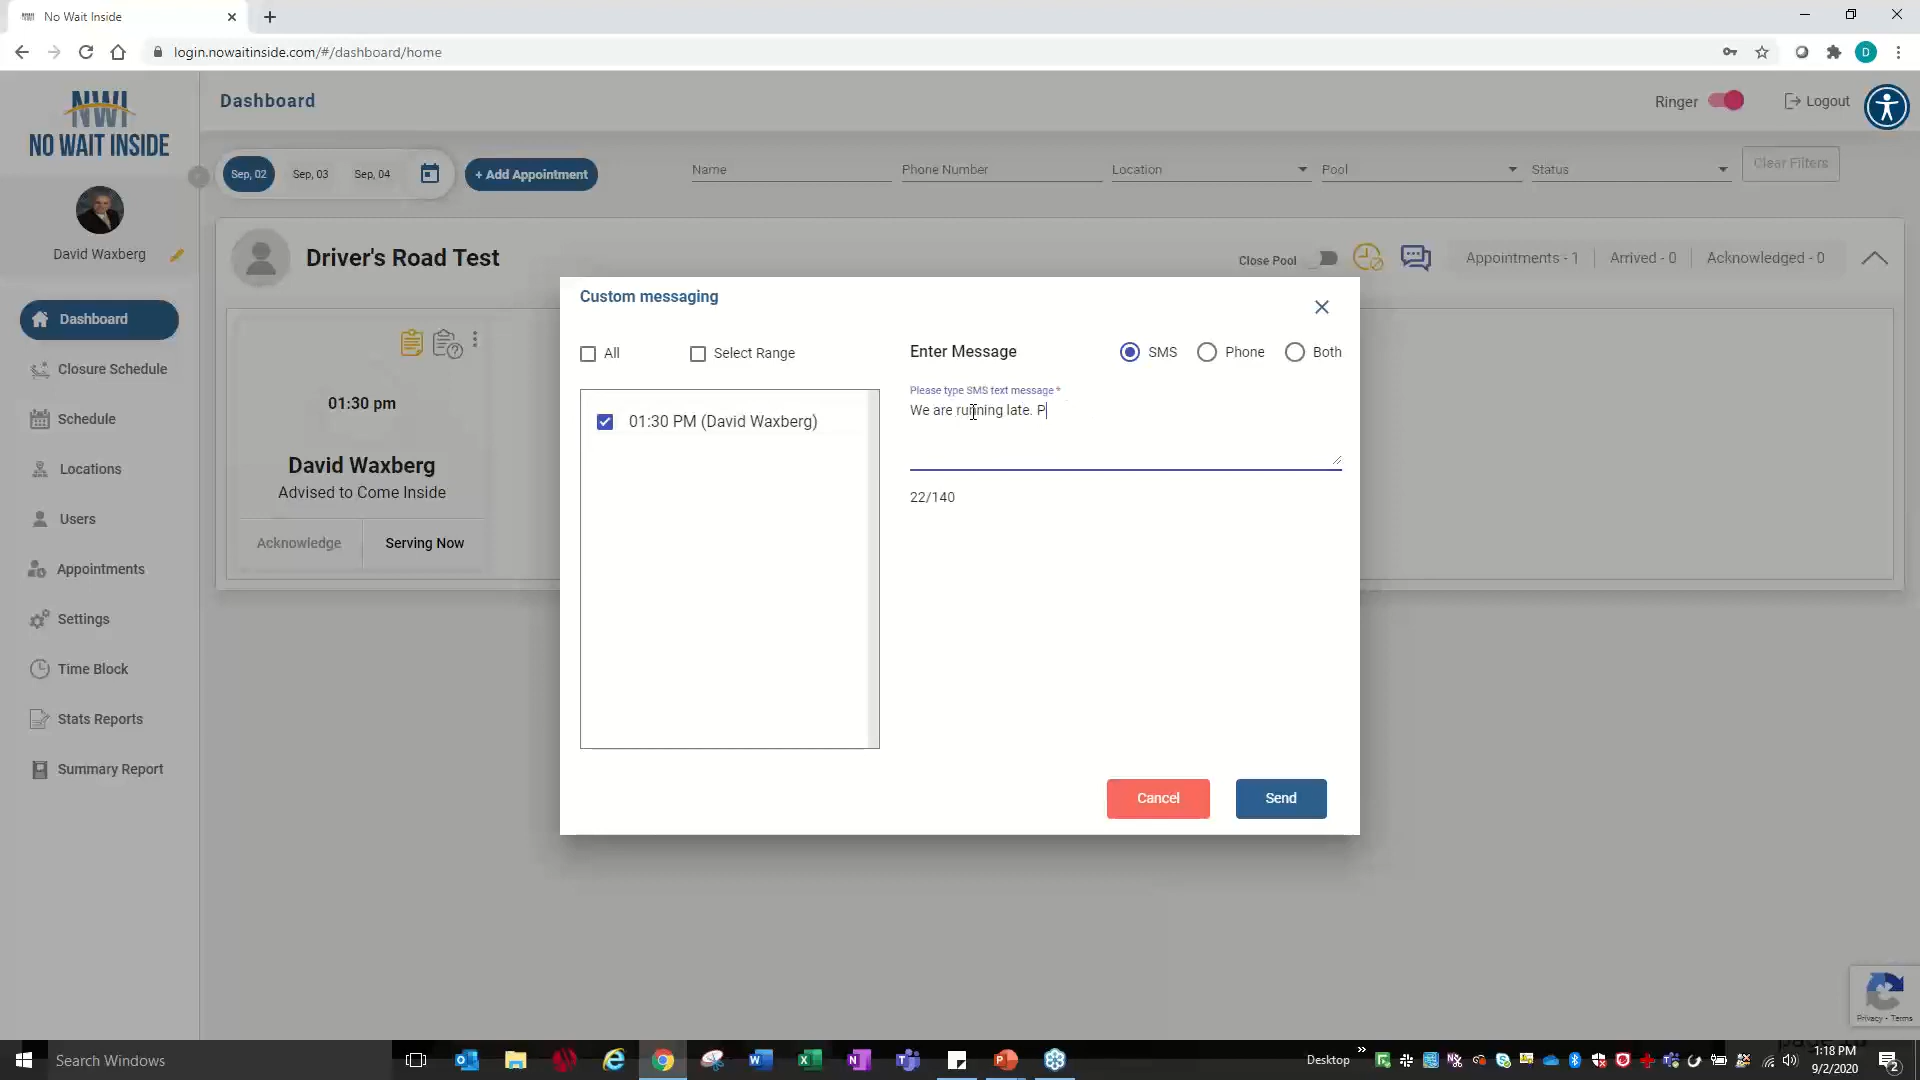 No Wait Inside
login.nowaitinside.com/#/dashboard/home
D
NWI
NO WAIT INSIDE
Dashboard
Ringer
Logout
Sep, 02
Sep, 03
Sep, 04
+ Add Appointment
Name
Phone Number
Location
Pool
Status
Clear Filters
David Waxberg
Driver's Road Test
Close Pool
Appointments - 1
Arrived - 0
Acknowledged - 0
Dashboard
Closure Schedule
Schedule
Locations
Users
Appointments
Settings
Time Block
Stats Reports
Summary Report
01:30 pm
David Waxberg
Advised to Come Inside
Acknowledge
Serving Now
Custom messaging
All
Select Range
01:30 PM (David Waxberg)
Enter Message
SMS
Phone
Both
Please type SMS text message *
We are running late. P
22/140
Cancel
Send
Privacy - Terms
Search Windows
Desktop
1:18 PM
9/2/2020
2